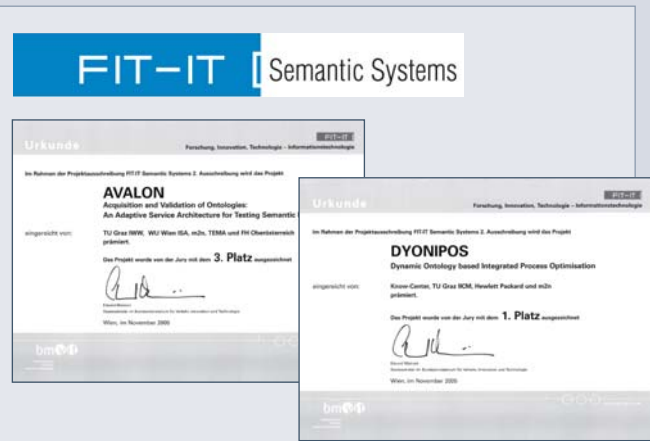 FIT-IT [ Semantic Systems
Urkunde
FIT-IT [
Forschung, Innovation, Technologie – Informationstechnologie
Im Rahmen der Projektausschreibung FIT-IT Semantic Systems 2. Ausschreibung wird das Projekt
AVALON
Acquisition and Validation of Ontologies:
An Adaptive Service Architecture for Testing Semantic
eingereicht von: TU Graz IWW, WU Wien ISA, m2n, TEMA und FH Oberösterreich
prämiert.
Das Projekt wurde von der Jury mit dem 3. Platz ausgezeichnet
Wien, im November 2005
bmvit
Urkunde
FIT-IT [
Forschung, Innovation, Technologie – Informationstechnologie
Im Rahmen der Projektausschreibung FIT-IT Semantic Systems 2. Ausschreibung wird das Projekt
DYONIPOS
Dynamic Ontology based Integrated Process Optimisation
eingereicht von: Know-Center, TU Graz IICM, Hewlett Packard und m2n
prämiert.
Das Projekt wurde von der Jury mit dem 1. Platz ausgezeichnet
Wien, im November 2005
bmvit